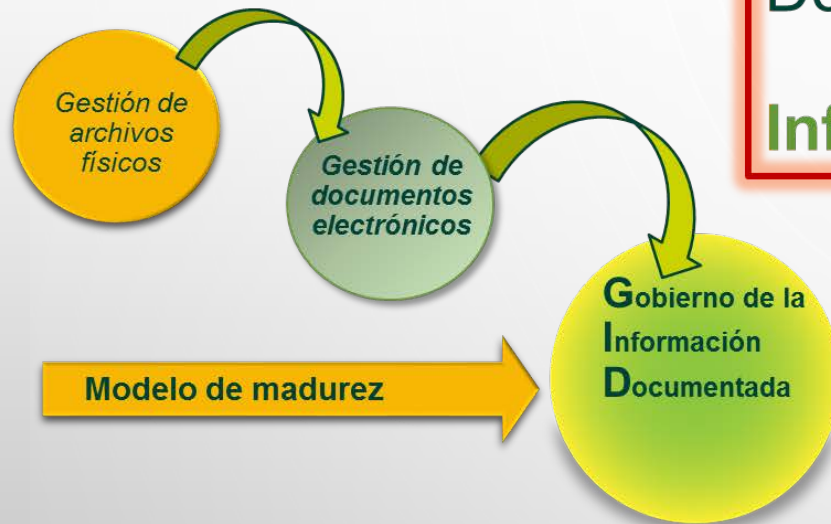 Gestión de
archivos
físicos
Gestión de
documentos
electrónicos
Gobierno de la
Información
Documentada
Modelo de madurez